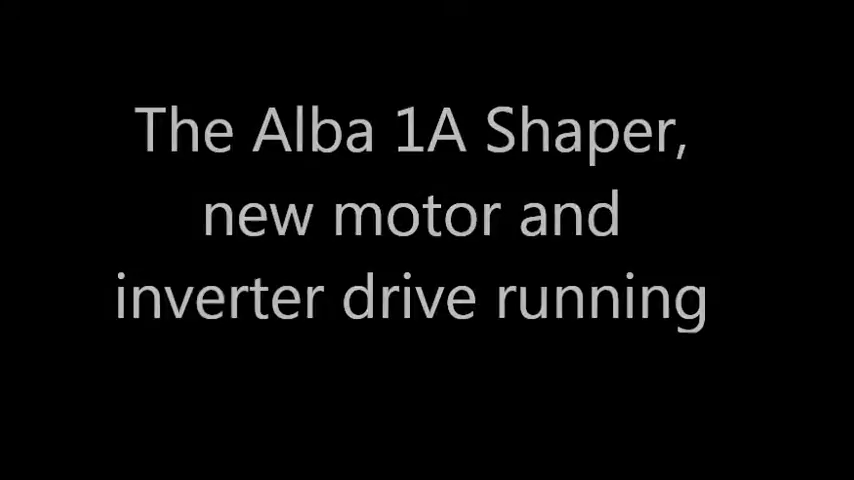 The Alba 1A Shaper,
new motor and
inverter drive running